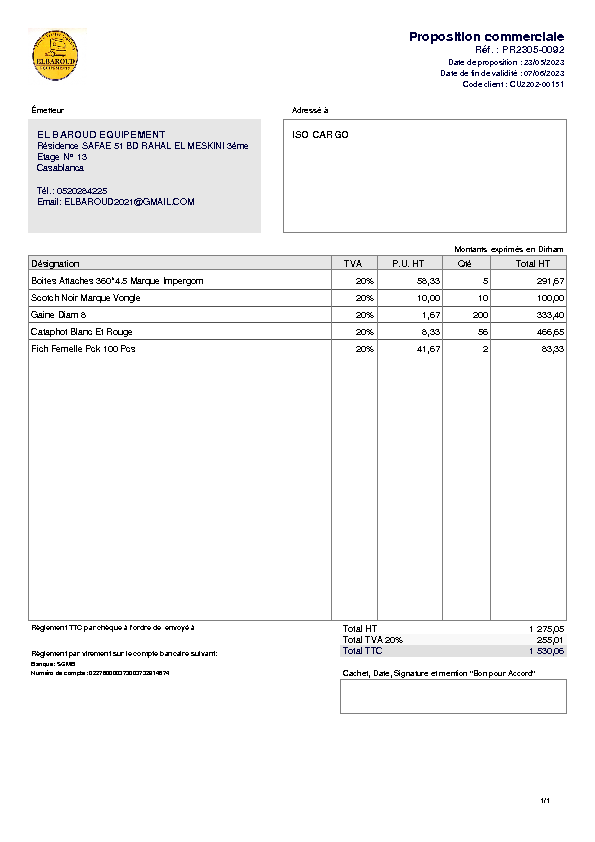 ELBAROUD
EQUIPEMENT
Proposition commerciale
Réf. : PR2305-0092
Date de proposition : 23/05/2023
Date de fin de validité : 07/06/2023
Code client : CU2202-00151
Émetteur
Adressé à
EL BAROUD EQUIPEMENT
Résidence SAFAE 51 BD RAHAL EL MESKINI 3éme
Etage N° 13
Casablanca
Tél.: 0520284225
Email: ELBAROUD2021@GMAIL.COM
ISO CARGO
Montants exprimés en Dirham
Désignation TVA P.U. HT Qté Total HT
Boites Attaches 360*4.5 Marque Impergom 20% 58,33 5 291,67
Scotch Noir Marque Vongle 20% 10,00 10 100,00
Gaine Diam 8 20% 1,67 200 333,40
Cataphot Blanc Et Rouge 20% 8,33 56 466,65
Fich Femelle Pck 100 Pcs 20% 41,67 2 83,33
Règlement TTC par chèque à l'ordre de envoyé à
Total HT 1 275,05
Total TVA 20% 255,01
Total TTC 1 530,06
Règlement par virement sur le compte bancaire suivant:
Banque: SGMB
Numéro de compte:
Cachet, Date, Signature et mention "Bon pour Accord"
1/1